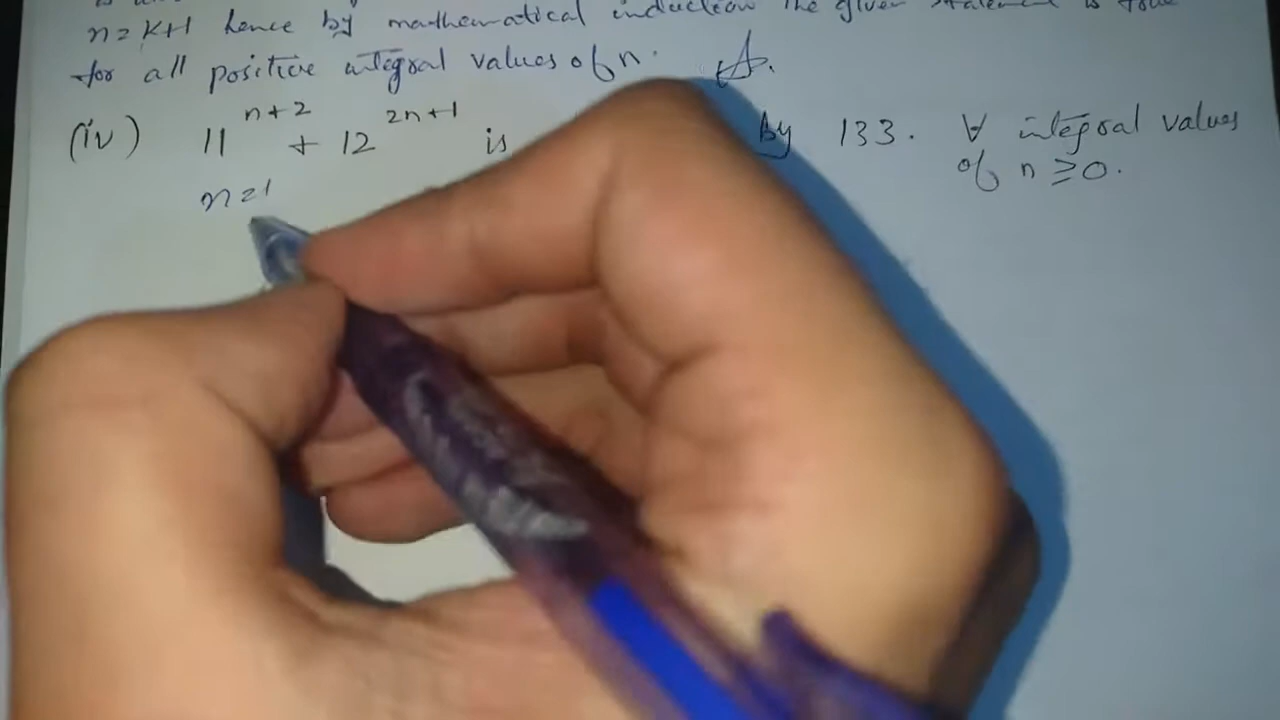 n=k+1 hence by mathematical induction the given statement is true
for all positive integral values of n.
(iv) 11^{n+2} + 12^{2n+1} is By 133. ∀ integral values
of n ≥ 0.
n=1